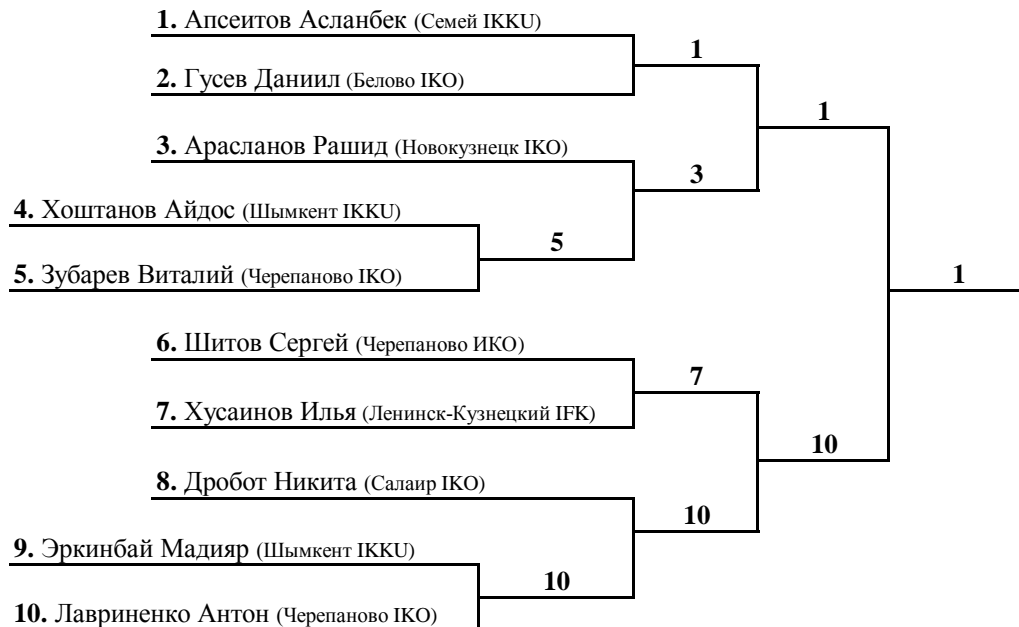 1. Апсеитов Асланбек (Семей IKKU)
1
2. Гусев Даниил (Белово IKO)
1
3. Арасланов Рашид (Новокузнецк IKO)
3
4. Хоштанов Айдос (Шымкент IKKU)
5
5. Зубарев Виталий (Черепаново IKO)
1
6. Шитов Сергей (Черепаново ИКО)
7
7. Хусаинов Илья (Ленинск-Кузнецкий IFK)
10
8. Дробот Никита (Салаир IKO)
10
9. Эркинбай Мадияр (Шымкент IKKU)
10
10. Лавриненко Антон (Черепаново IKO)